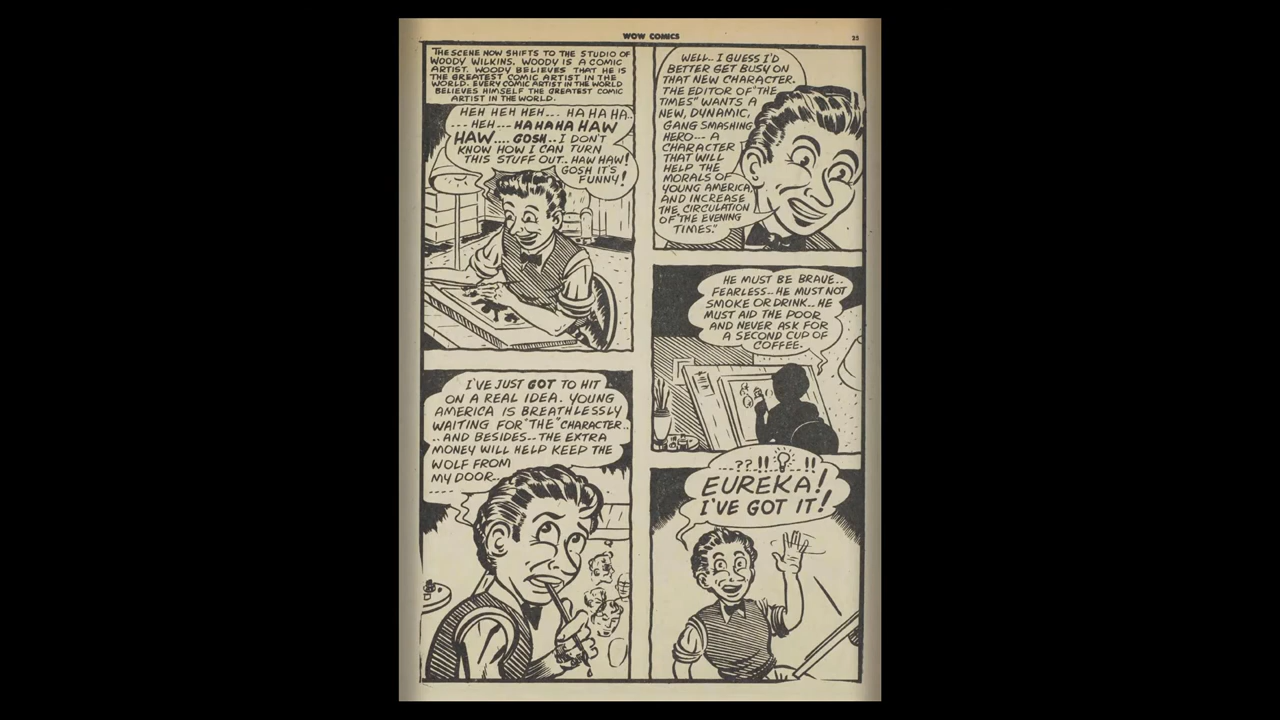 WOW COMICS
25
THE SCENE NOW SHIFTS TO THE STUDIO OF
WOODY WILKINS. WOODY IS A COMIC
ARTIST. WOODY BELIEVES THAT HE IS
THE GREATEST COMIC ARTIST IN THE
WORLD. EVERY COMIC ARTIST IN THE WORLD
BELIEVES HIMSELF THE GREATEST COMIC
ARTIST IN THE WORLD.
HEH HEH HEH--- HA HA HA..
--- HEH--- HAHAHA HAW
HAW.... GOSH.. I DON'T
KNOW HOW I CAN TURN
THIS STUFF OUT.. HAW HAW!
GOSH IT'S
FUNNY!
WELL.. I GUESS I'D
BETTER GET BUSY ON
THAT NEW CHARACTER.
THE EDITOR OF "THE
TIMES" WANTS A
NEW, DYNAMIC,
GANG SMASHING
HERO--- A
CHARACTER
THAT WILL
HELP THE
MORALS OF
YOUNG AMERICA,
AND INCREASE
THE CIRCULATION
OF "THE EVENING
TIMES."
I'VE JUST GOT TO HIT
ON A REAL IDEA. YOUNG
AMERICA IS BREATHLESSLY
WAITING FOR "THE" CHARACTER..
.. AND BESIDES-- THE EXTRA
MONEY WILL HELP KEEP THE
WOLF FROM
MY DOOR..
.....
HE MUST BE BRAVE..
FEARLESS-- HE MUST NOT
SMOKE OR DRINK.. HE
MUST AID THE POOR
AND NEVER ASK FOR
A SECOND CUP OF
COFFEE.
...??!! ..!!
EUREKA!
I'VE GOT IT!